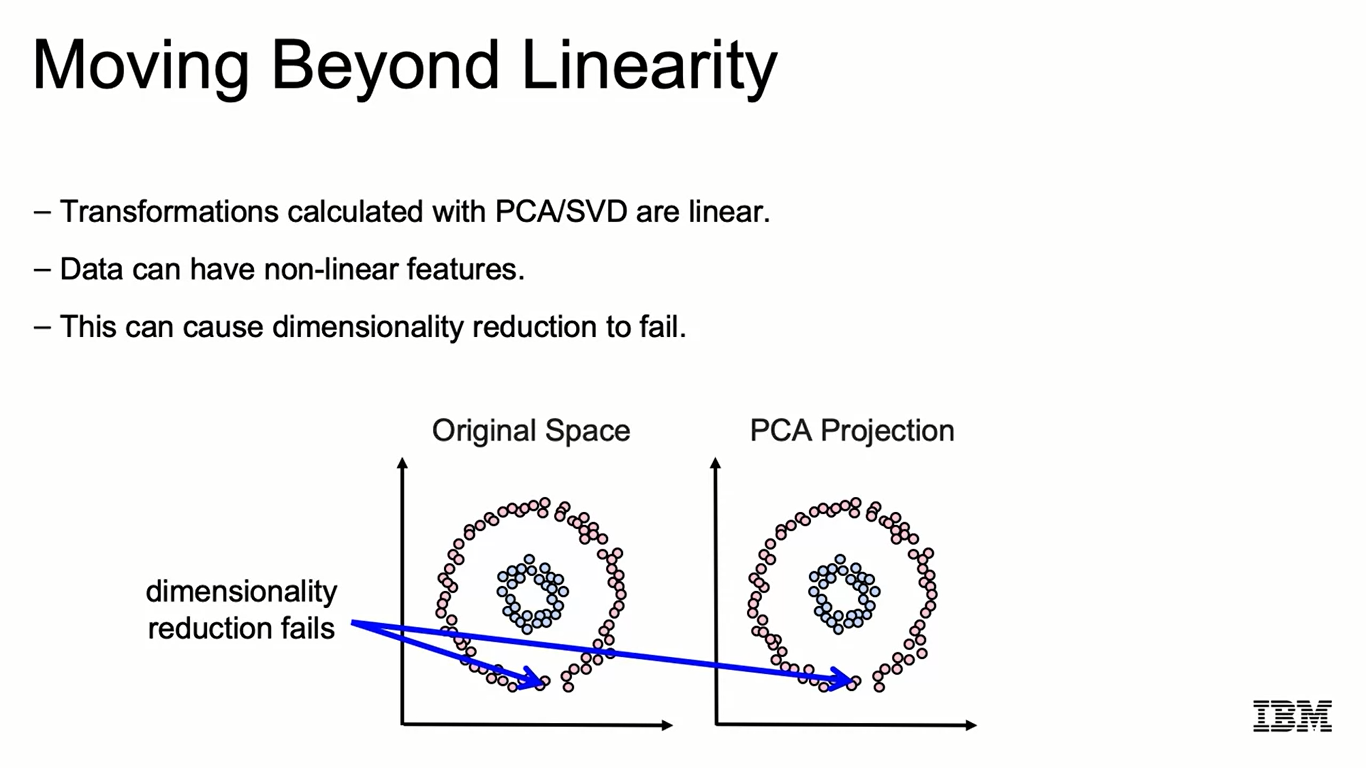 Moving Beyond Linearity
– Transformations calculated with PCA/SVD are linear.
– Data can have non-linear features.
– This can cause dimensionality reduction to fail.
Original Space
PCA Projection
dimensionality
reduction fails
IBM